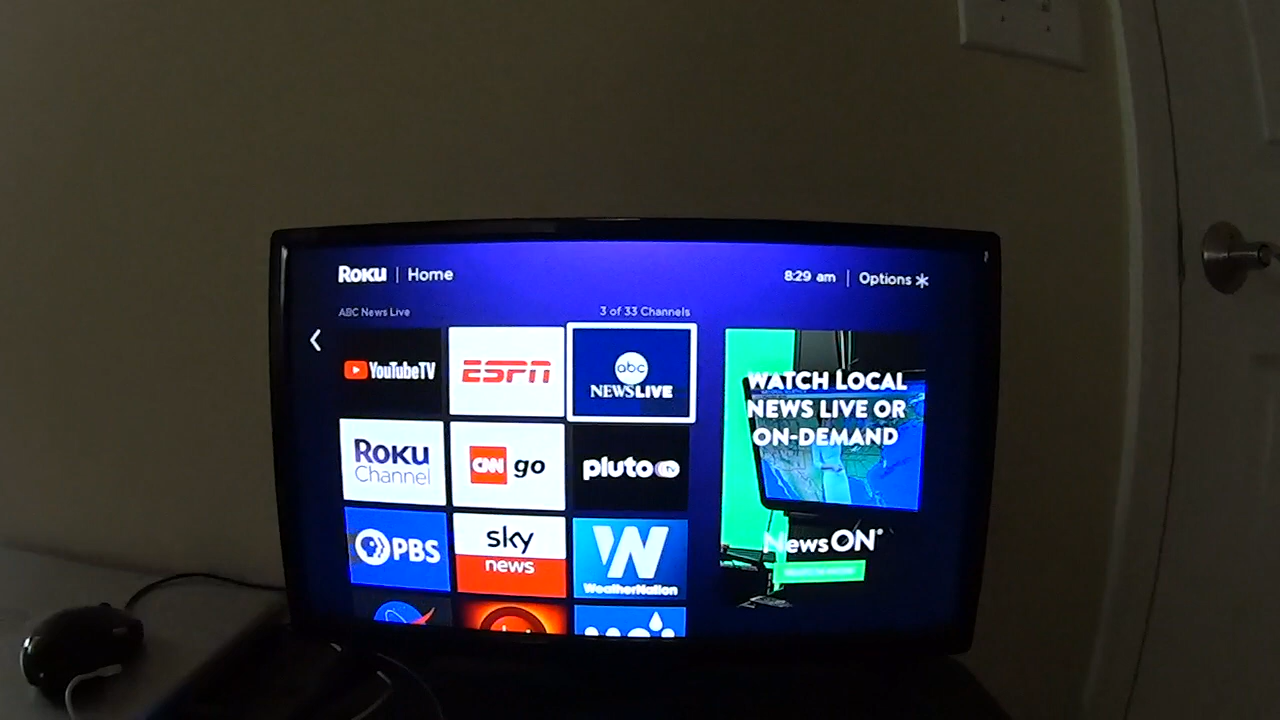 Roku | Home
8:29 am | Options
ABC News Live
3 of 33 Channels
YouTubeTV
ESPN
abc
NEWSLIVE
WATCH LOCAL
NEWS LIVE OR
ON-DEMAND
Roku
Channel
CNN go
pluto tv
PBS
sky
news
W
WeatherNation
NewsON